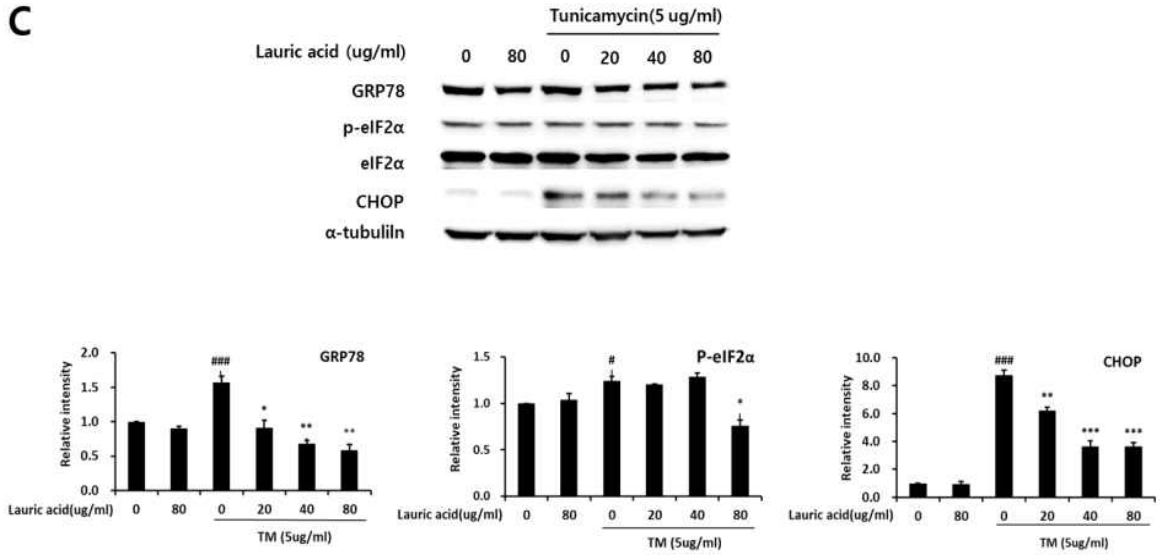 C
Tunicamycin(5 ug/ml)
Lauric acid (ug/ml) 0 80 0 20 40 80
GRP78
p-eIF2α
eIF2α
CHOP
α-tubuliln
GRP78
Relative intensity
2.0
1.5
1.0
0.5
0.0
###
*
**
**
Lauric acid(ug/ml) 0 80 0 20 40 80
TM (5ug/ml)
P-eIF2α
Relative intensity
1.5
1.0
0.5
0.0
#
*
Lauric acid(ug/ml) 0 80 0 20 40 80
TM (5ug/ml)
CHOP
Relative intensity
10.0
8.0
6.0
4.0
2.0
0.0
###
**
***
***
Lauric acid(ug/ml) 0 80 0 20 40 80
TM (5ug/ml)